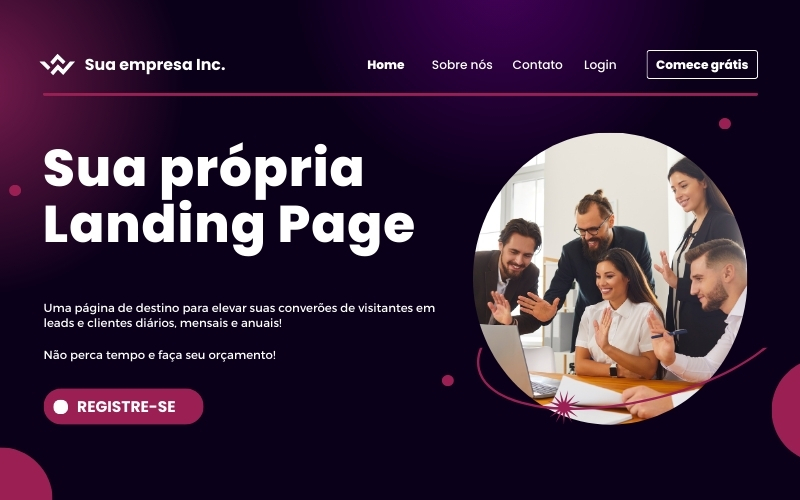 Sua empresa Inc.
Home Sobre nós Contato Login Comece grátis
Sua própria
Landing Page
Uma página de destino para elevar suas converões de visitantes em
leads e clientes diários, mensais e anuais!
Não perca tempo e faça seu orçamento!
REGISTRE-SE